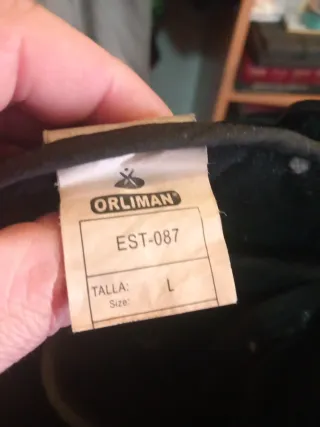 ORLIMAN®
EST-087
TALLA: L
Size: